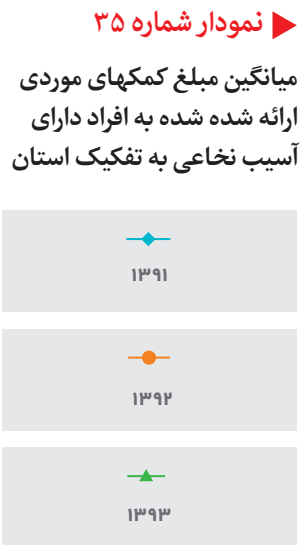 نمودار شماره ۳۵
میانگین مبلغ کمکهای موردی
ارائه شده شده به افراد دارای
آسیب نخاعی به تفکیک استان
۱۳۹۱
۱۳۹۲
۱۳۹۳